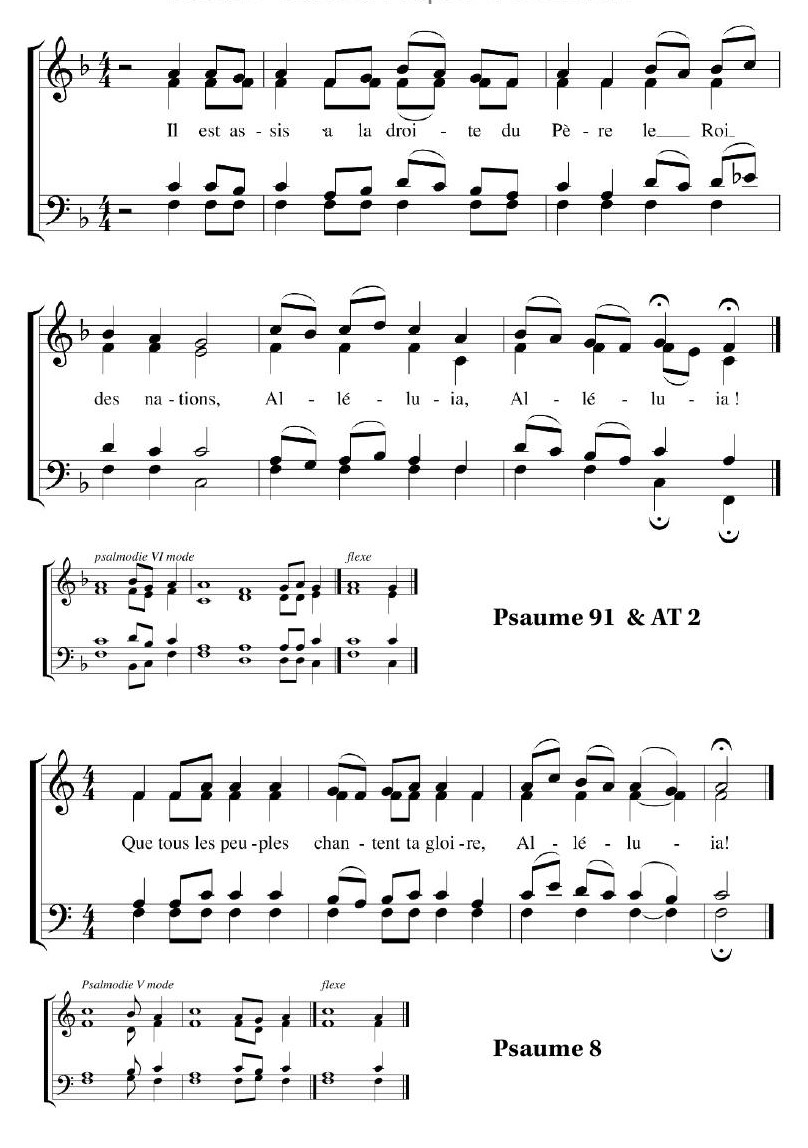 Il est as - sis 'a la droi - te du Pè - re le Roi
des na - tions, Al - lé - lu - ia, Al - lé - lu - ia !
psalmodie VI mode flexe
Psaume 91 & AT 2
Que tous les peu - ples chan - tent ta gloi - re, Al - lé - lu - ia!
Psalmodie V mode flexe
Psaume 8